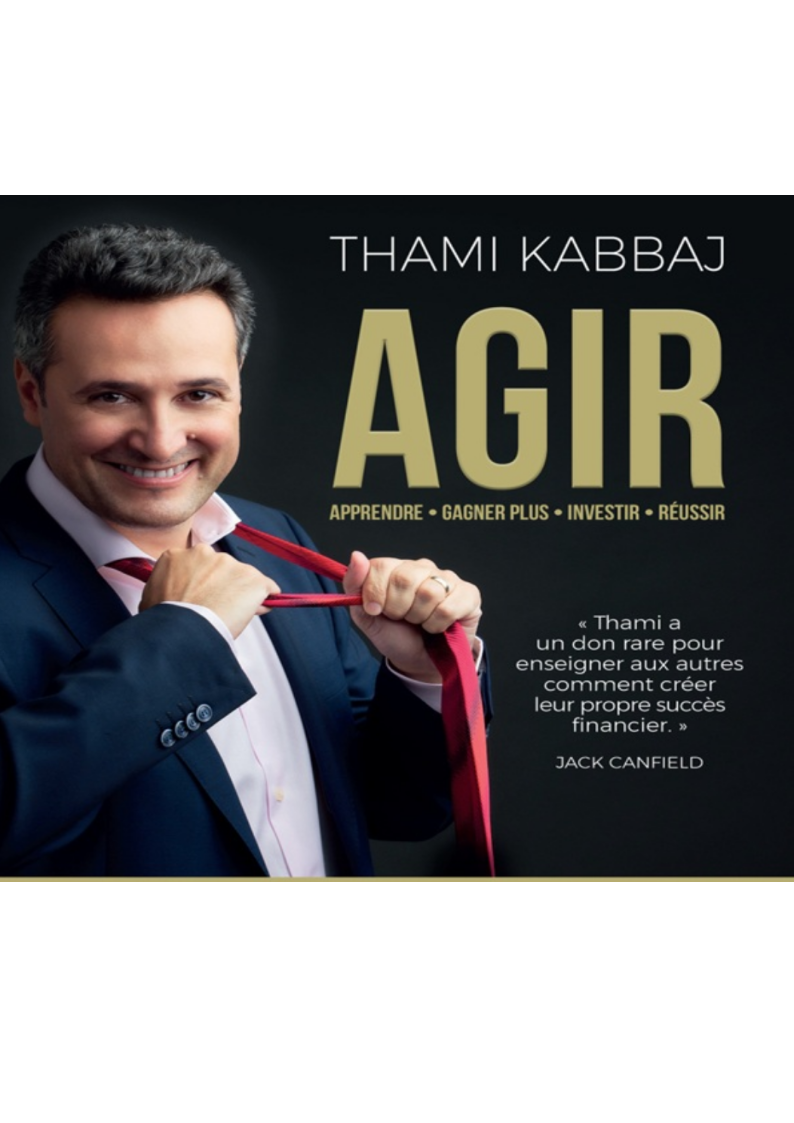 THAMI KABBAJ
AGIR
APPRENDRE • GAGNER PLUS • INVESTIR • RÉUSSIR
« Thami a
un don rare pour
enseigner aux autres
comment créer
leur propre succès
financier. »
JACK CANFIELD